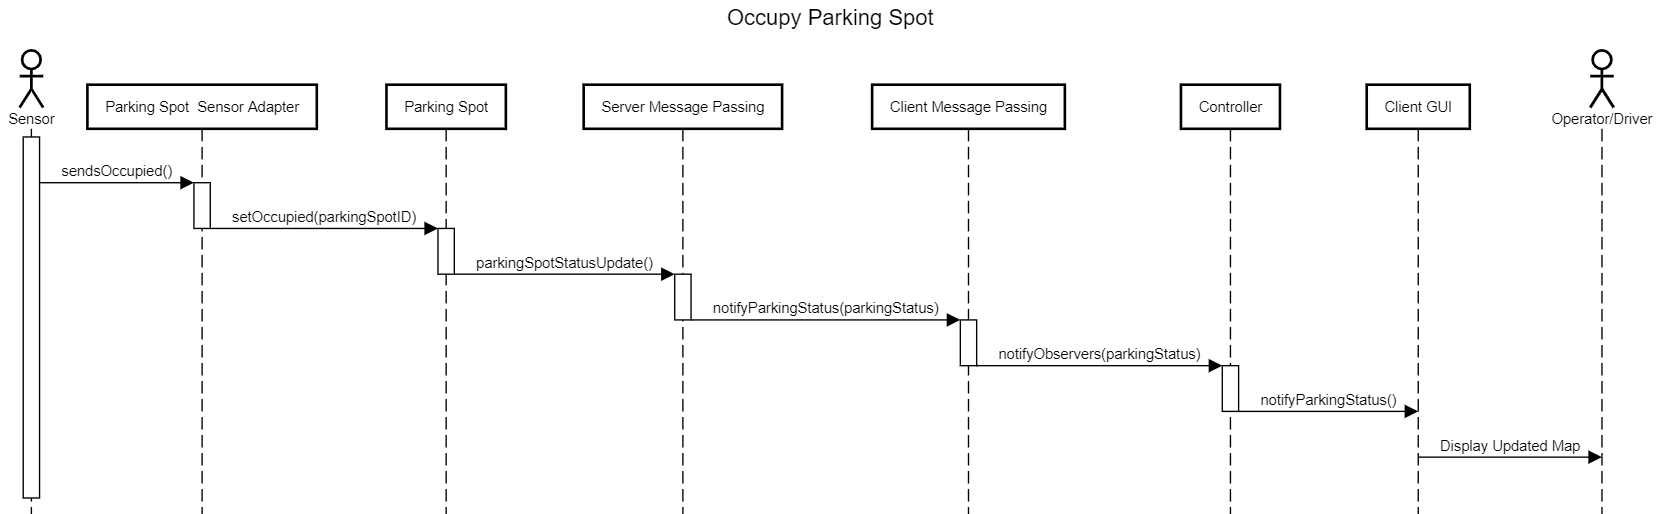 Occupy Parking Spot
Sensor
Parking Spot  Sensor Adapter
Parking Spot
Server Message Passing
Client Message Passing
Controller
Client GUI
Operator/Driver
sendsOccupied()
setOccupied(parkingSpotID)
parkingSpotStatusUpdate()
notifyParkingStatus(parkingStatus)
notifyObservers(parkingStatus)
notifyParkingStatus()
Display Updated Map